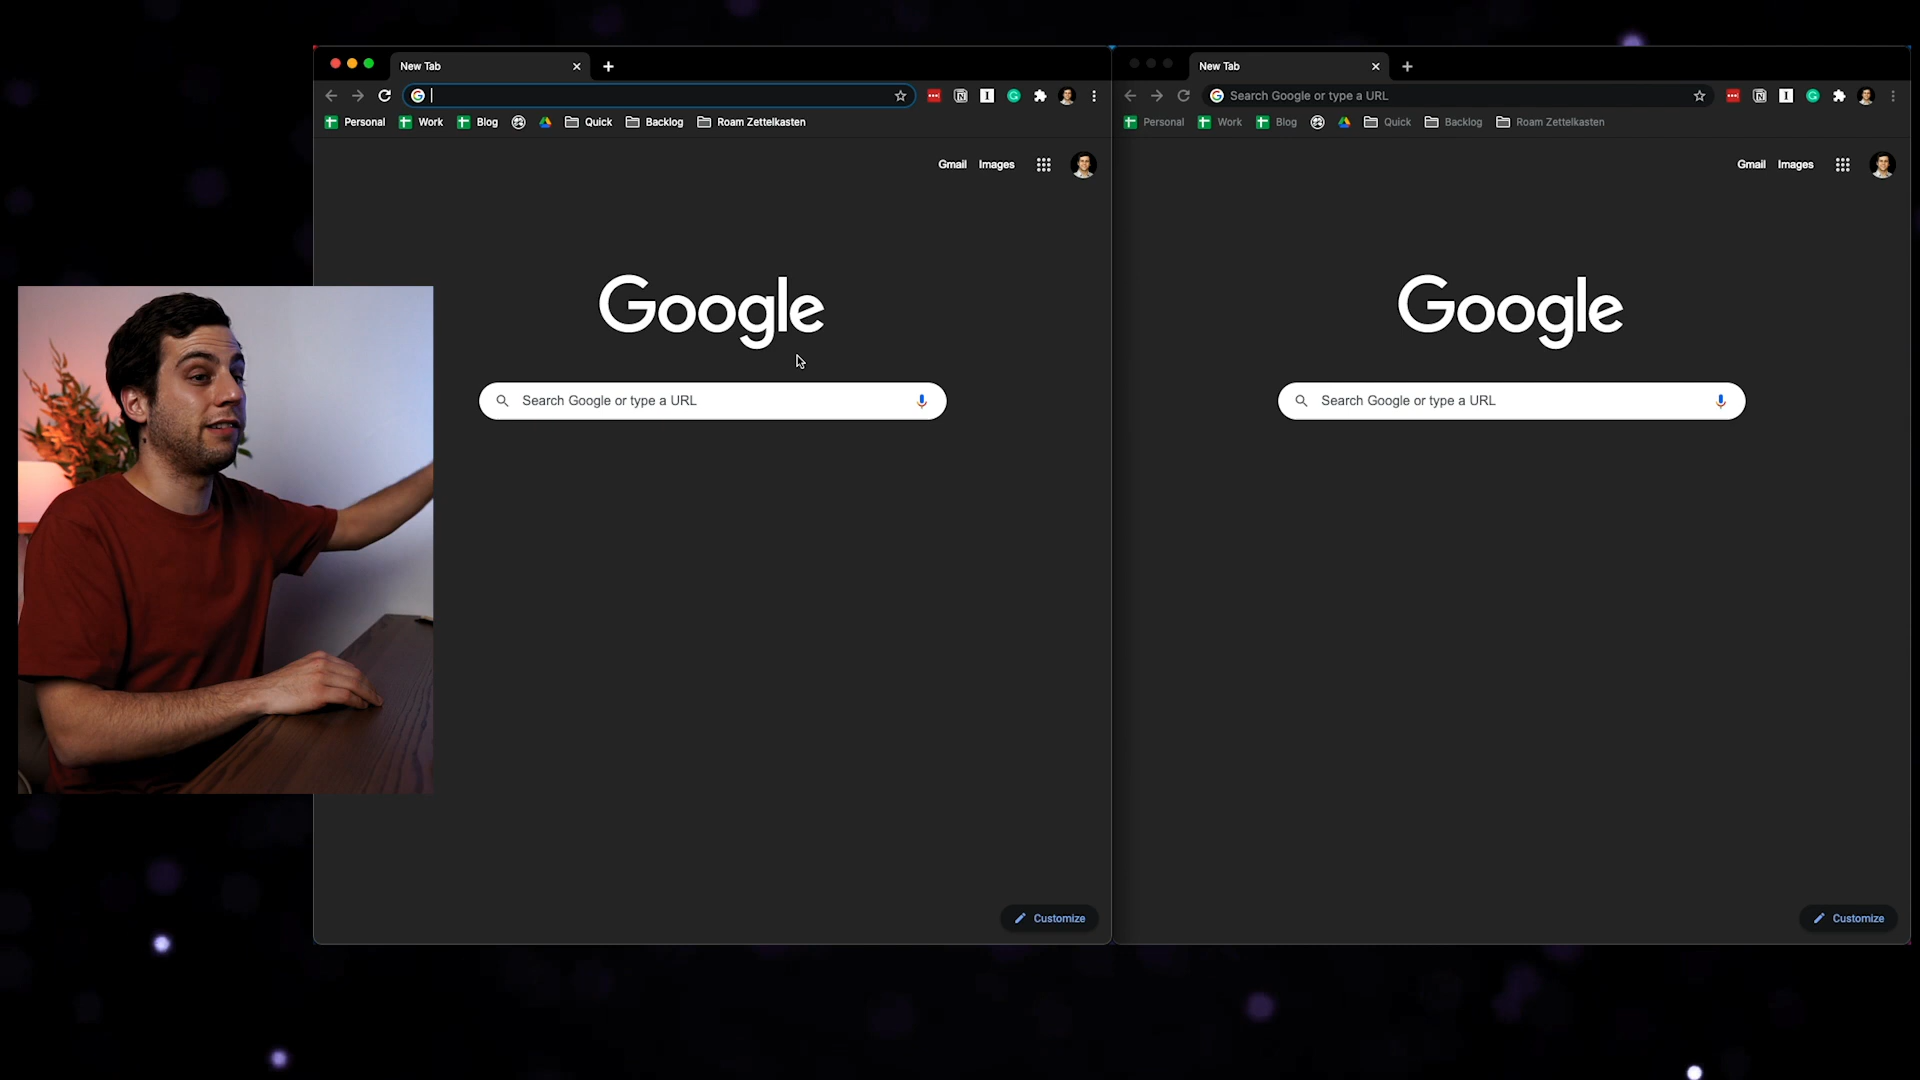 New Tab
Personal Work Blog Quick Backlog Roam Zettelkasten
Gmail Images
Google
Search Google or type a URL
Customize
New Tab
Search Google or type a URL
Personal Work Blog Quick Backlog Roam Zettelkasten
Gmail Images
Google
Search Google or type a URL
Customize